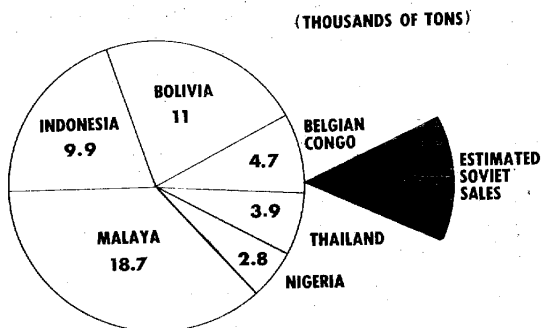 (THOUSANDS OF TONS)
BOLIVIA
11
INDONESIA
9.9
BELGIAN
CONGO
4.7
ESTIMATED
SOVIET
SALES
3.9
THAILAND
MALAYA
18.7
2.8
NIGERIA